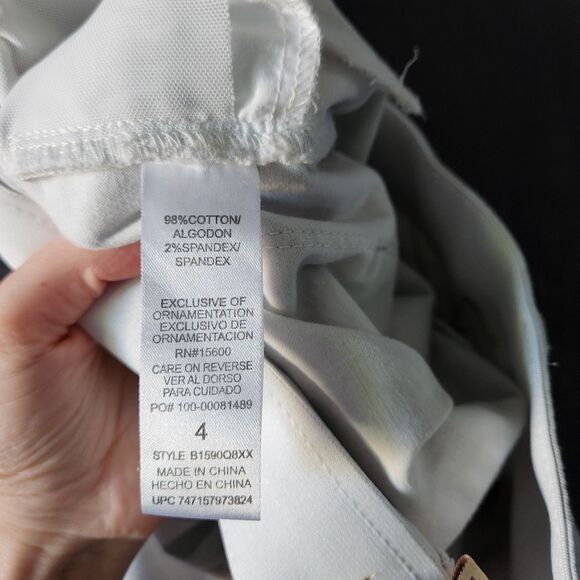 98%COTTON/
ALGODON
2%SPANDEX/
SPANDEX
EXCLUSIVE OF
ORNAMENTATION
EXCLUSIVO DE
ORNAMENTACION
RN#15600
CARE ON REVERSE
VER AL DORSO
PARA CUIDADO
PO# 100-00081489
4
STYLE B1590Q8XX
MADE IN CHINA
HECHO EN CHINA
UPC 747157973824